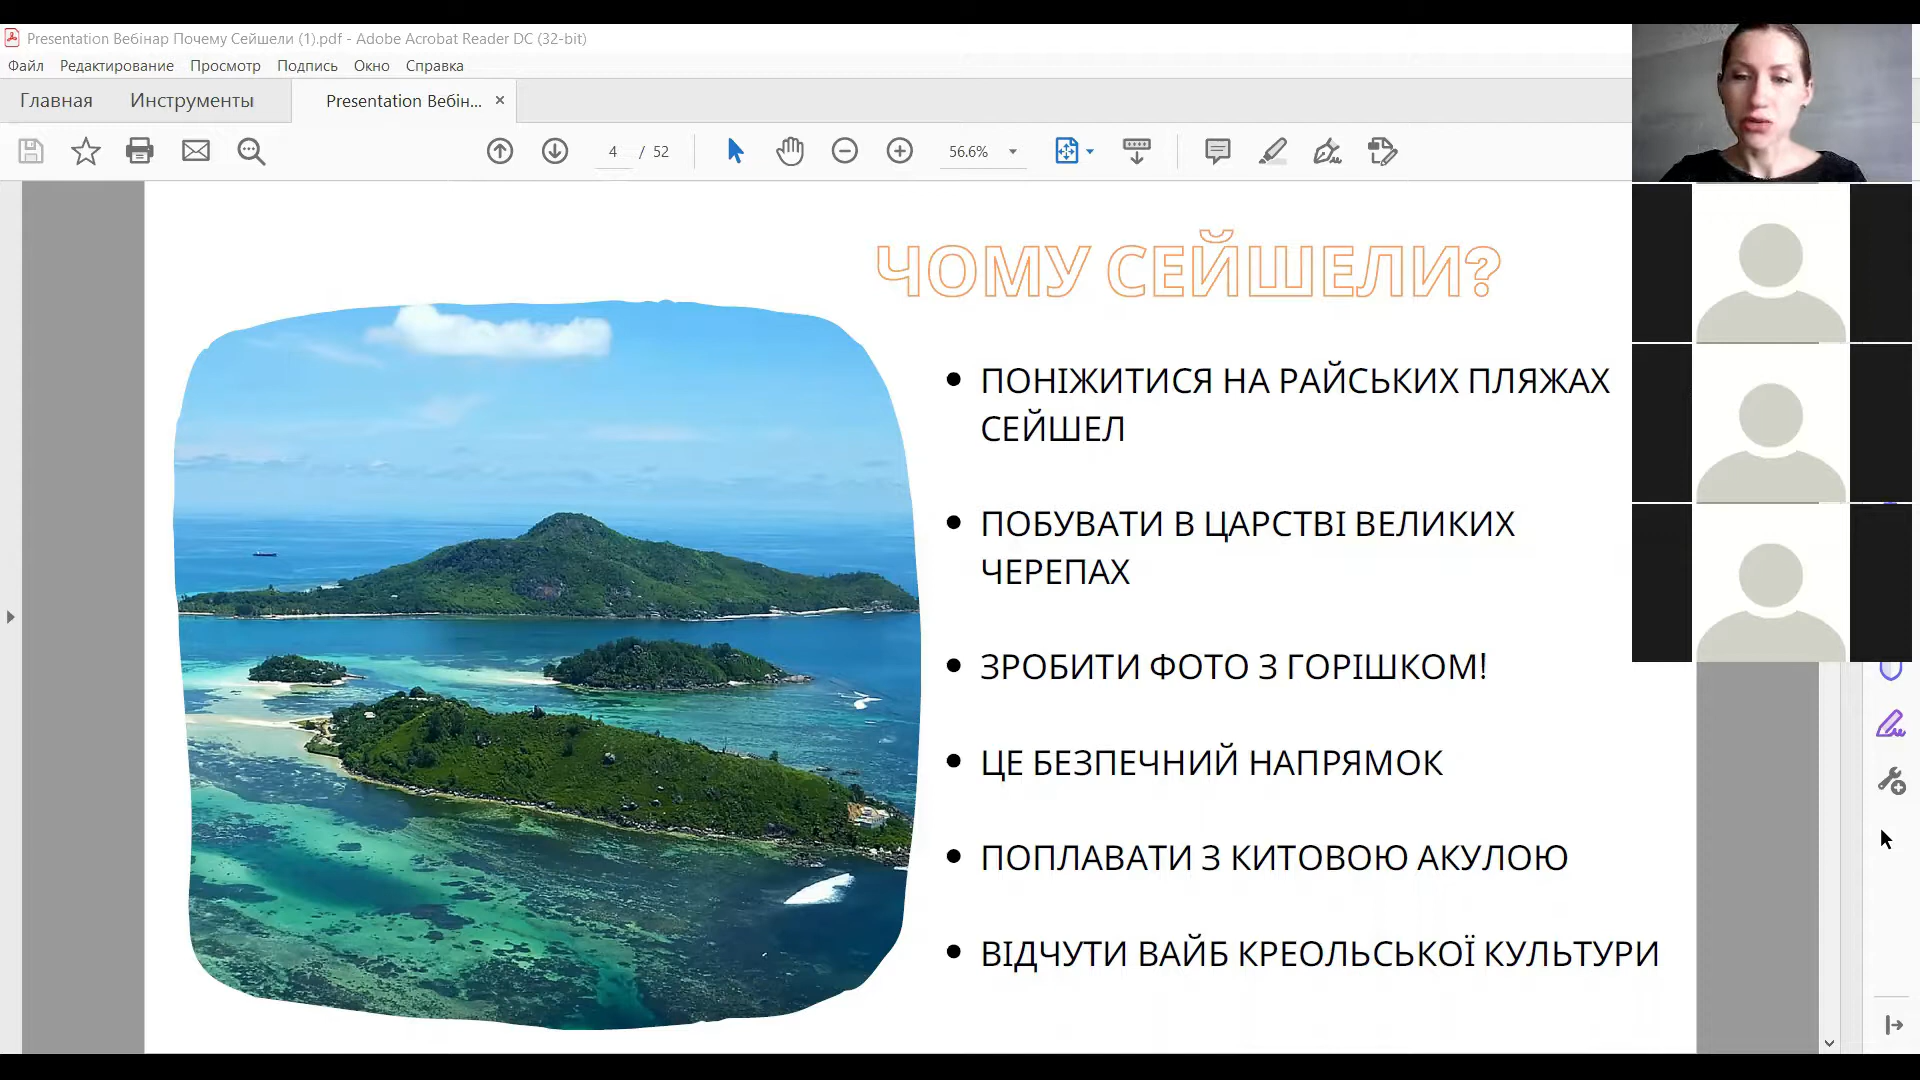 Presentation Вебінар Почему Сейшели (1).pdf - Adobe Acrobat Reader DC (32-bit)
Файл Редактирование Просмотр Подпись Окно Справка
Главная Инструменты Presentation Вебін... ×
4 / 52 56.6%
ЧОМУ СЕЙШЕЛИ?
• ПОНІЖИТИСЯ НА РАЙСЬКИХ ПЛЯЖАХ
СЕЙШЕЛ
• ПОБУВАТИ В ЦАРСТВІ ВЕЛИКИХ
ЧЕРЕПАХ
• ЗРОБИТИ ФОТО З ГОРІШКОМ!
• ЦЕ БЕЗПЕЧНИЙ НАПРЯМОК
• ПОПЛАВАТИ З КИТОВОЮ АКУЛОЮ
• ВІДЧУТИ ВАЙБ КРЕОЛЬСЬКОЇ КУЛЬТУРИ